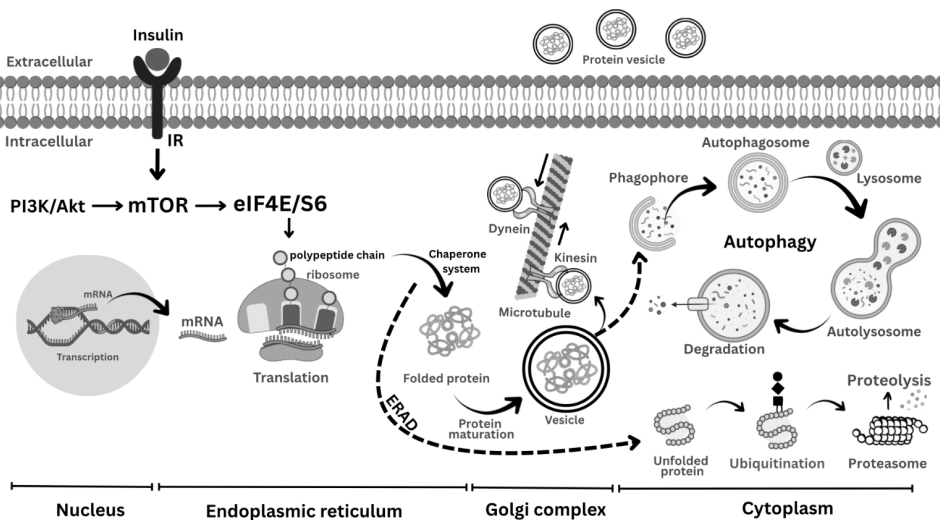 Insulin
Extracellular
Protein vesicle
Intracellular
IR
Autophagosome
Lysosome
Phagophore
PI3K/Akt
mTOR
eIF4E/S6
Dynein
Autophagy
polypeptide chain
Chaperone
system
Kinesin
ribosome
mRNA
Microtubule
mRNA
Transcription
Autolysosome
Degradation
Translation
Folded protein
ERAD
Protein
maturation
Vesicle
Proteolysis
Unfolded
protein
Ubiquitination
Proteasome
Nucleus
Endoplasmic reticulum
Golgi complex
Cytoplasm